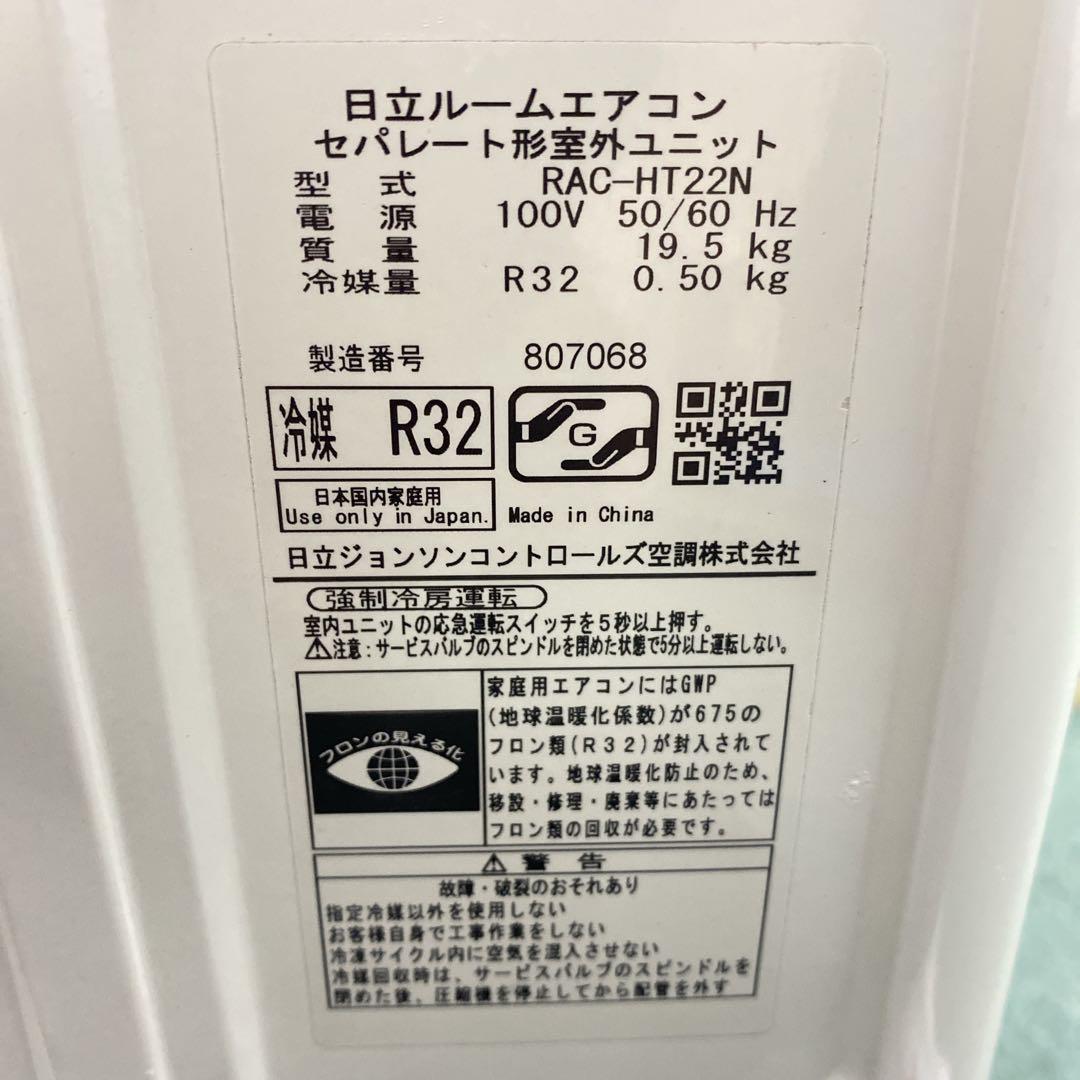 日立ルームエアコン
セパレート形室外ユニット
型 式 RAC-HT22N
電 源 100V 50/60 Hz
質 量 19.5 kg
冷媒量 R32 0.50 kg
製造番号 807068
冷媒 R32
G
日本国内家庭用
Use only in Japan.
Made in China
日立ジョンソンコントロールズ空調株式会社
強制冷房運転
室内ユニットの応急運転スイッチを5秒以上押す。
⚠注意:サービスバルブのスピンドルを閉めた状態で5分以上運転しない。
フロンの見える化
家庭用エアコンにはGWP
(地球温暖化係数)が675の
フロン類(R32)が封入されて
います。地球温暖化防止のため、
移設・修理・廃棄等にあたっては
フロン類の回収が必要です。
⚠警告
故障・破裂のおそれあり
指定冷媒以外を使用しない
お客様自身で工事作業をしない
冷凍サイクル内に空気を混入させない
冷媒回収時は、サービスバルブのスピンドルを
閉めた後、圧縮機を停止してから配管を外す